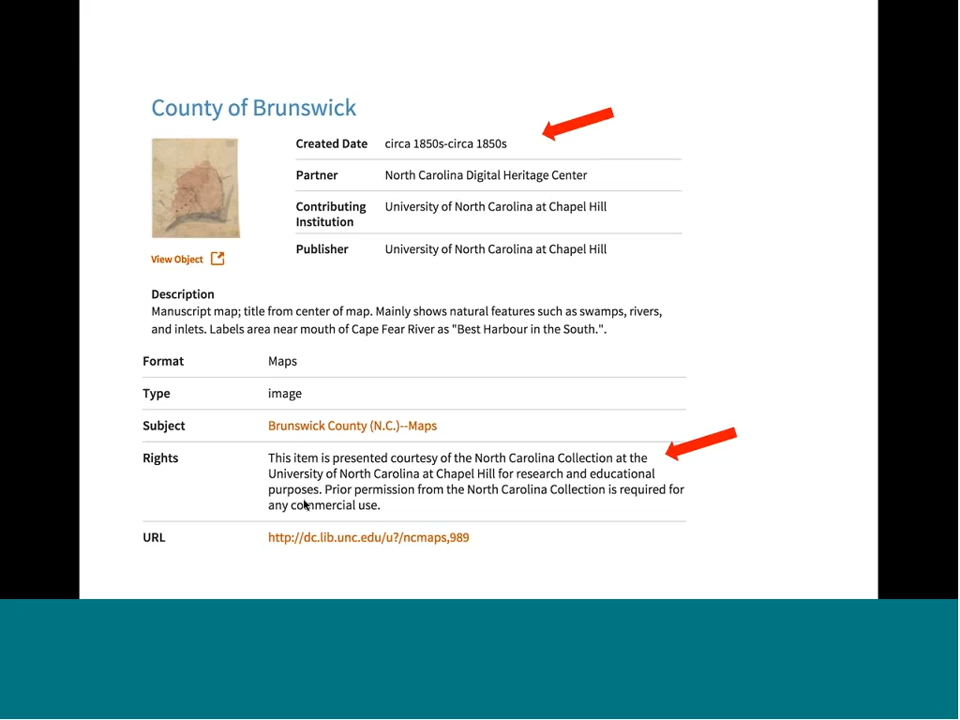 County of Brunswick
Created Date circa 1850s-circa 1850s
Partner North Carolina Digital Heritage Center
Contributing Institution University of North Carolina at Chapel Hill
Publisher University of North Carolina at Chapel Hill
View Object
Description
Manuscript map; title from center of map. Mainly shows natural features such as swamps, rivers,
and inlets. Labels area near mouth of Cape Fear River as "Best Harbour in the South.".
Format Maps
Type image
Subject Brunswick County (N.C.)--Maps
Rights This item is presented courtesy of the North Carolina Collection at the
University of North Carolina at Chapel Hill for research and educational
purposes. Prior permission from the North Carolina Collection is required for
any commercial use.
URL http://dc.lib.unc.edu/u?/ncmaps,989